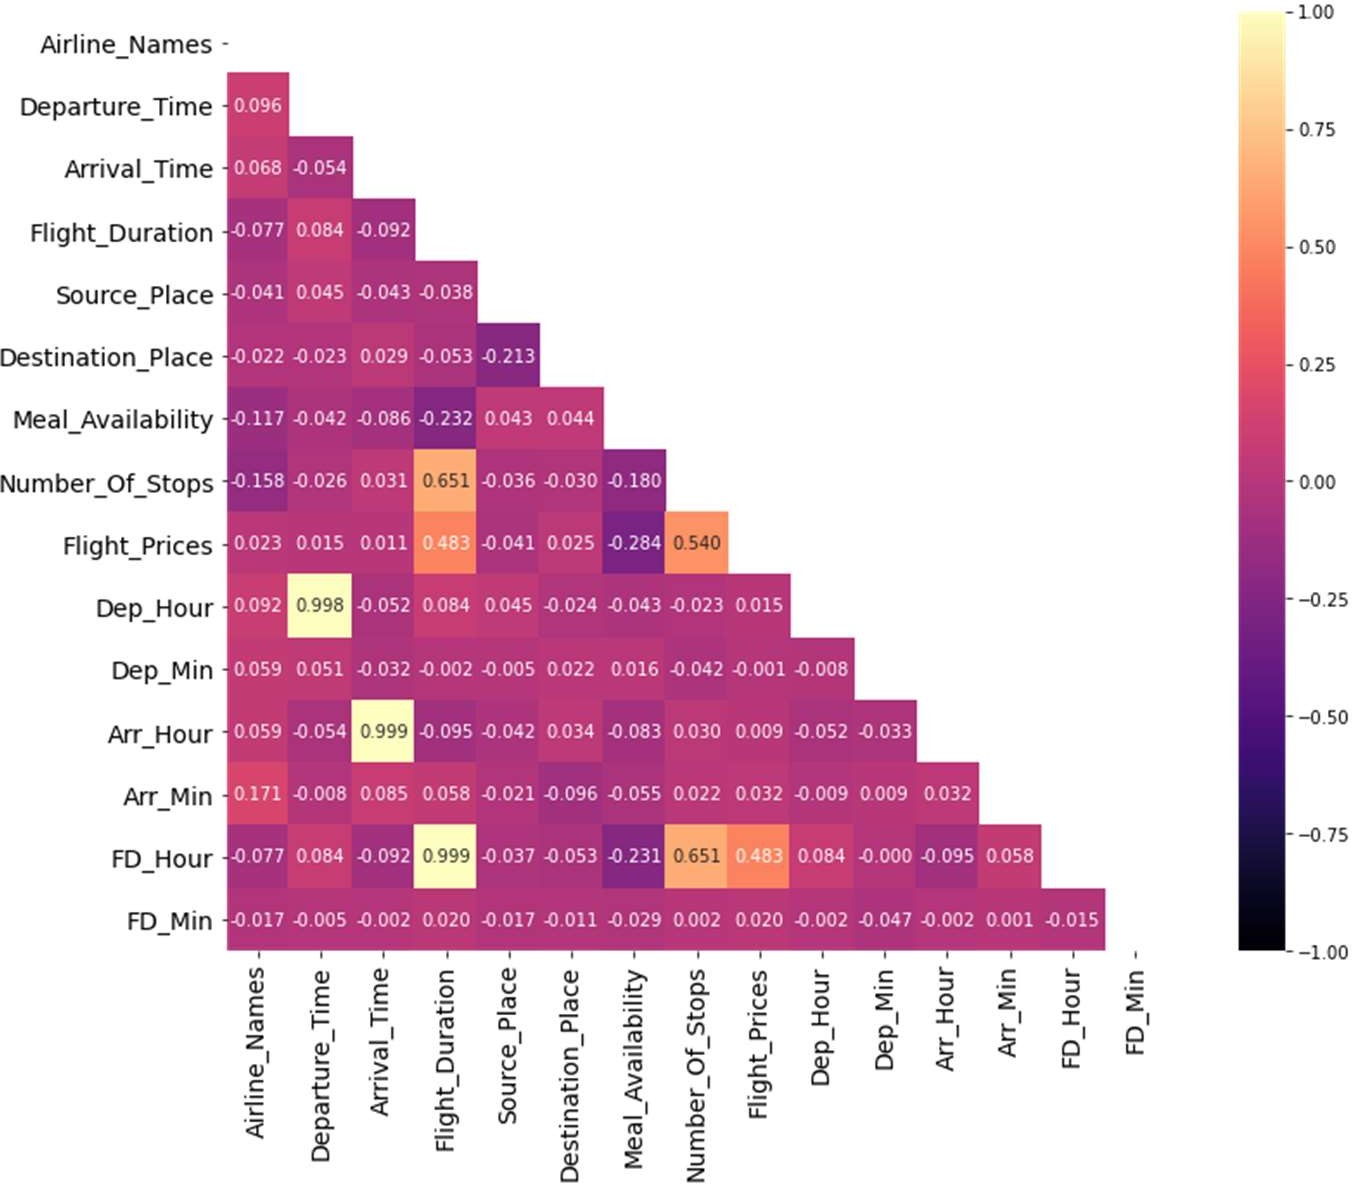 Airline_Names
Departure_Time 0.096
Arrival_Time 0.068 -0.054
Flight_Duration -0.077 0.084 -0.092
Source_Place -0.041 0.045 -0.043 -0.038
Destination_Place -0.022 -0.023 0.029 -0.053 -0.213
Meal_Availability -0.117 -0.042 -0.086 -0.232 0.043 0.044
Number_Of_Stops -0.158 -0.026 0.031 0.651 -0.036 -0.030 -0.180
Flight_Prices 0.023 0.015 0.011 0.483 -0.041 0.025 -0.284 0.540
Dep_Hour 0.092 0.998 -0.052 0.084 0.045 -0.024 -0.043 -0.023 0.015
Dep_Min 0.059 0.051 -0.032 -0.002 -0.005 0.022 0.016 -0.042 -0.001 -0.008
Arr_Hour 0.059 -0.054 0.999 -0.095 -0.042 0.034 -0.083 0.030 0.009 -0.052 -0.033
Arr_Min 0.171 -0.008 0.085 0.058 -0.021 -0.096 -0.055 0.022 0.032 -0.009 0.009 0.032
FD_Hour -0.077 0.084 -0.092 0.999 -0.037 -0.053 -0.231 0.651 0.483 0.084 -0.000 -0.095 0.058
FD_Min -0.017 -0.005 -0.002 0.020 -0.017 -0.011 -0.029 0.002 0.020 -0.002 -0.047 -0.002 0.001 -0.015
Airline_Names
Departure_Time
Arrival_Time
Flight_Duration
Source_Place
Destination_Place
Meal_Availability
Number_Of_Stops
Flight_Prices
Dep_Hour
Dep_Min
Arr_Hour
Arr_Min
FD_Hour
FD_Min
1.00
0.75
0.50
0.25
0.00
−0.25
−0.50
−0.75
−1.00